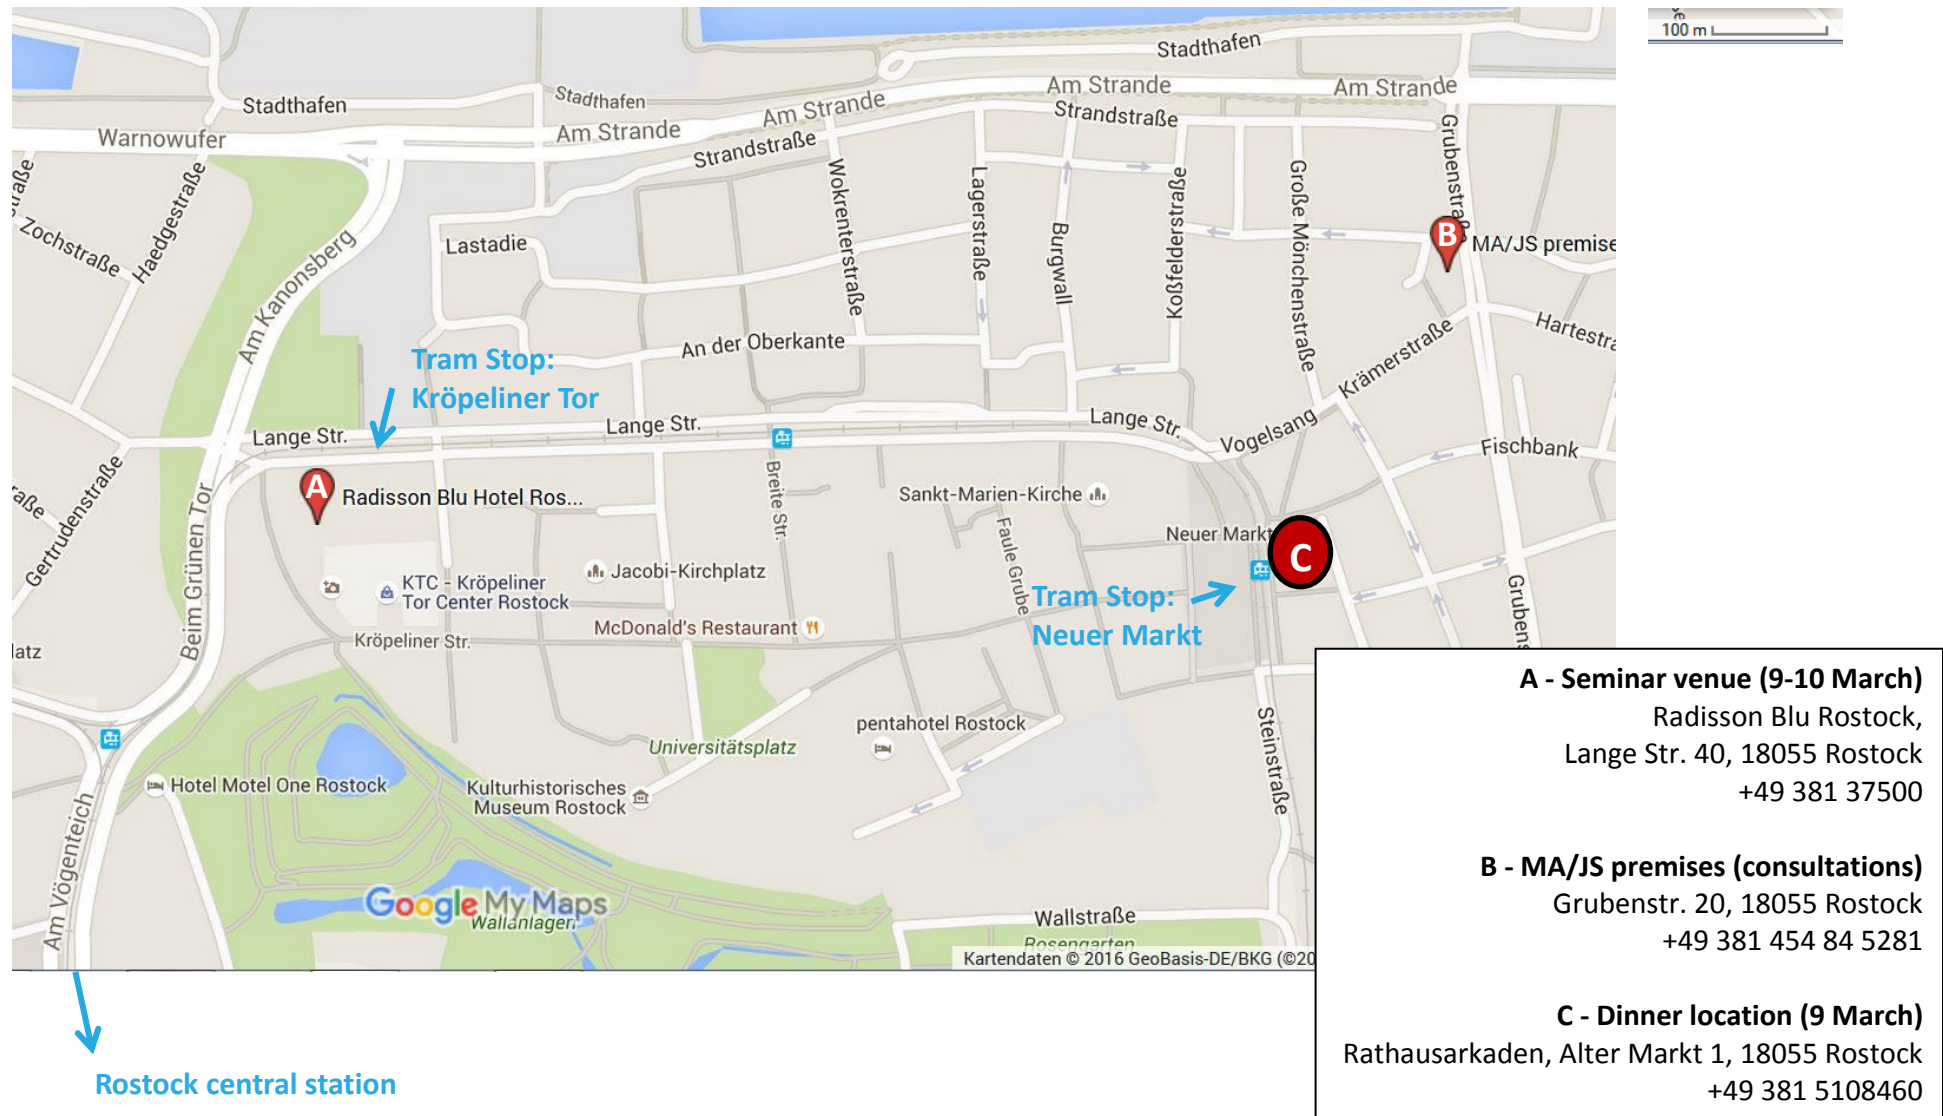 100 m
Stadthafen
Stadthafen
Stadthafen
Am Strande
Am Strande
Am Strande
Am Strande
Warnowufer
Strandstraße
Strandstraße
Grubenstraße
Zochstraße
Haedgestraße
Wokrenterstraße
Lagerstraße
Burgwall
Koßfelderstraße
Große Mönchenstraße
B
MA/JS premise
Lastadie
Am Kanonsberg
An der Oberkante
Krämerstraße
Hartestra
Tram Stop:
Kröpeliner Tor
Lange Str.
Lange Str.
Lange Str.
Vogelsang
Fischbank
Gertrudenstraße
Beim Grünen Tor
A
Radisson Blu Hotel Ros...
Breite Str.
Sankt-Marien-Kirche
Faule Grube
Neuer Markt
C
KTC - Kröpeliner
Tor Center Rostock
Jacobi-Kirchplatz
Tram Stop:
Neuer Markt
McDonald's Restaurant
Kröpeliner Str.
latz
Grubens
Steinstraße
pentahotel Rostock
Universitätsplatz
Hotel Motel One Rostock
Kulturhistorisches
Museum Rostock
Am Vögenteich
Google My Maps
Wallanlagen
Wallstraße
Rosengarten
Kartendaten © 2016 GeoBasis-DE/BKG (©20
Rostock central station
A - Seminar venue (9-10 March)
Radisson Blu Rostock,
Lange Str. 40, 18055 Rostock
+49 381 37500
B - MA/JS premises (consultations)
Grubenstr. 20, 18055 Rostock
+49 381 454 84 5281
C - Dinner location (9 March)
Rathausarkaden, Alter Markt 1, 18055 Rostock
+49 381 5108460